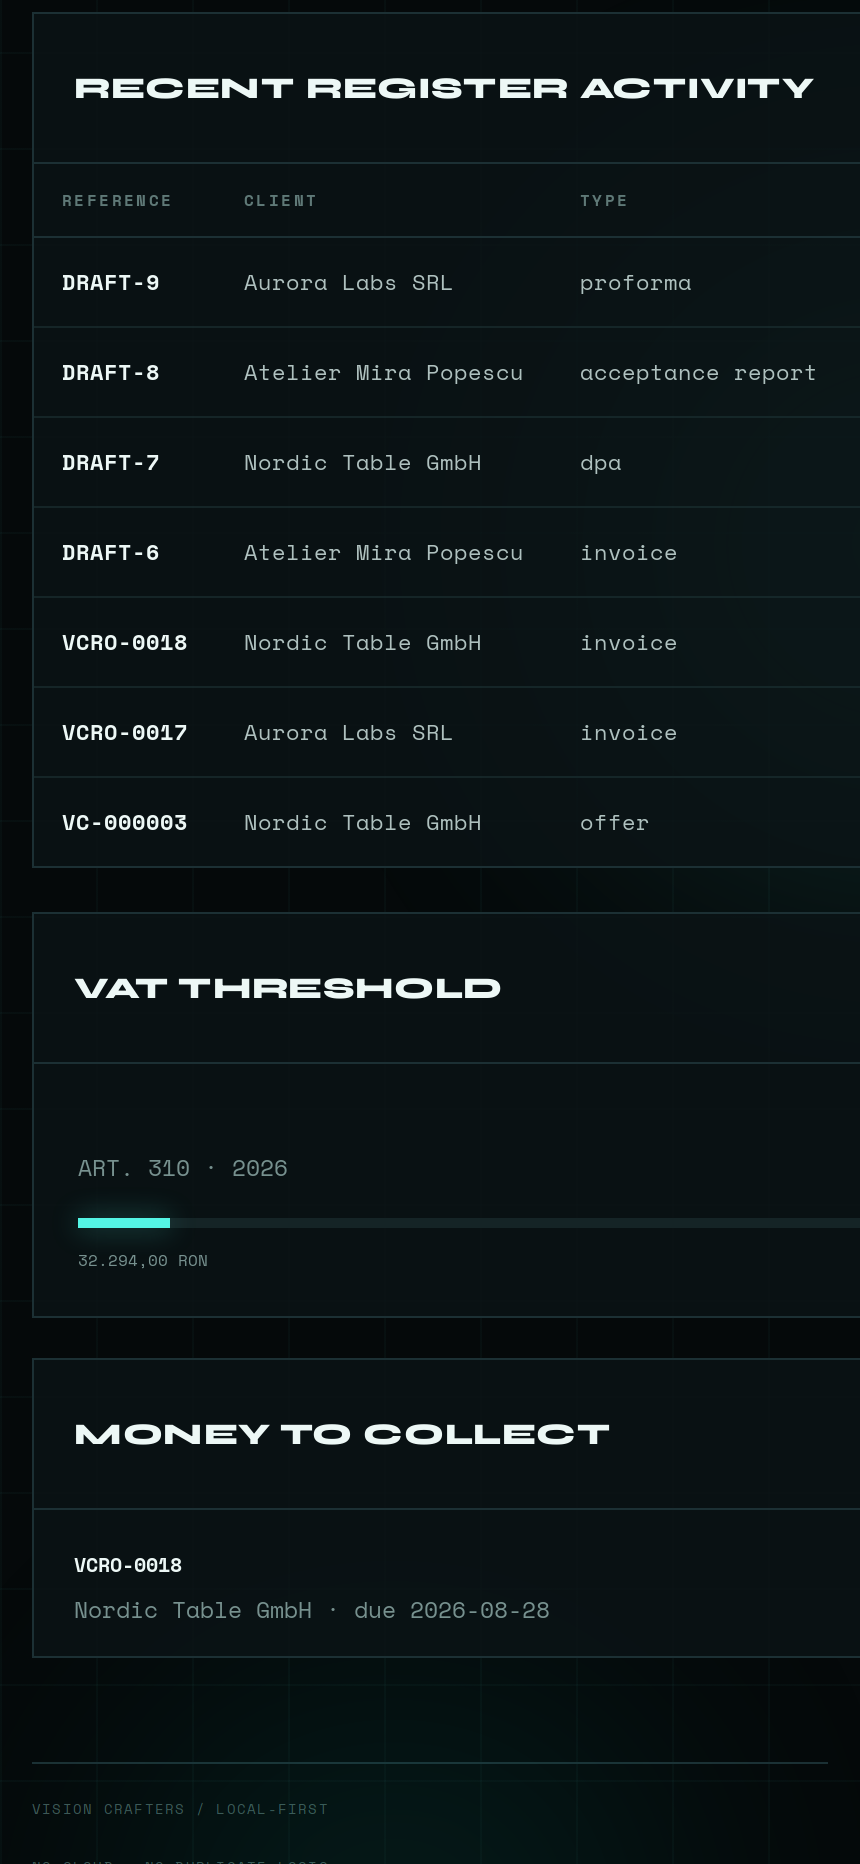 RECENT REGISTER ACTIVITY
REFERENCE CLIENT TYPE
DRAFT-9 Aurora Labs SRL proforma
DRAFT-8 Atelier Mira Popescu acceptance report
DRAFT-7 Nordic Table GmbH dpa
DRAFT-6 Atelier Mira Popescu invoice
VCRO-0018 Nordic Table GmbH invoice
VCRO-0017 Aurora Labs SRL invoice
VC-000003 Nordic Table GmbH offer
VAT THRESHOLD
ART. 310 · 2026
32.294,00 RON
MONEY TO COLLECT
VCRO-0018
Nordic Table GmbH · due 2026-08-28
VISION CRAFTERS / LOCAL-FIRST